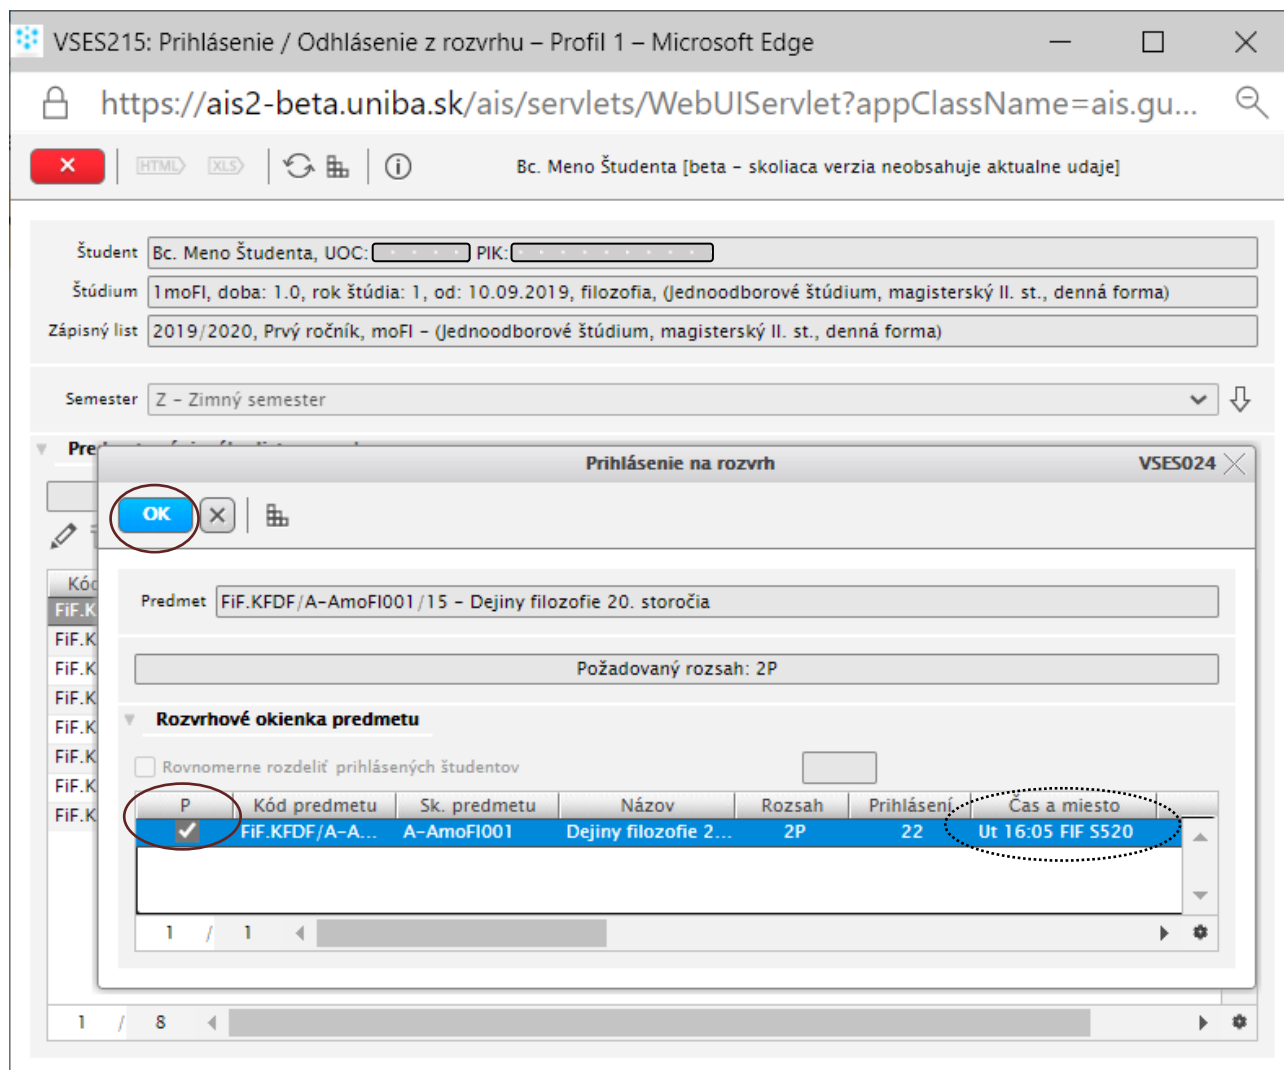 VSES215: Prihlásenie / Odhlásenie z rozvrhu – Profil 1 – Microsoft Edge
https://ais2-beta.uniba.sk/ais/servlets/WebUIServlet?appClassName=ais.gu...
HTML XLS Bc. Meno Študenta [beta – skoliaca verzia neobsahuje aktualne udaje]
Študent Bc. Meno Študenta, UOC: PIK:
Štúdium 1moFI, doba: 1.0, rok štúdia: 1, od: 10.09.2019, filozofia, (Jednoodborové štúdium, magisterský II. st., denná forma)
Zápisný list 2019/2020, Prvý ročník, moFI – (Jednoodborové štúdium, magisterský II. st., denná forma)
Semester Z – Zimný semester
Pre
Prihlásenie na rozvrh VSES024
OK
Kód
Predmet FiF.KFDF/A-AmoFI001/15 – Dejiny filozofie 20. storočia
FiF.K
FiF.K
FiF.K
Požadovaný rozsah: 2P
FiF.K
Rozvrhové okienka predmetu
FiF.K
FiF.K
Rovnomerne rozdeliť prihlásených študentov
FiF.K
P Kód predmetu Sk. predmetu Názov Rozsah Prihlásení Čas a miesto
FiF.K
FiF.KFDF/A-A... A-AmoFI001 Dejiny filozofie 2... 2P 22 Ut 16:05 FIF S520
1 / 1
1 / 8